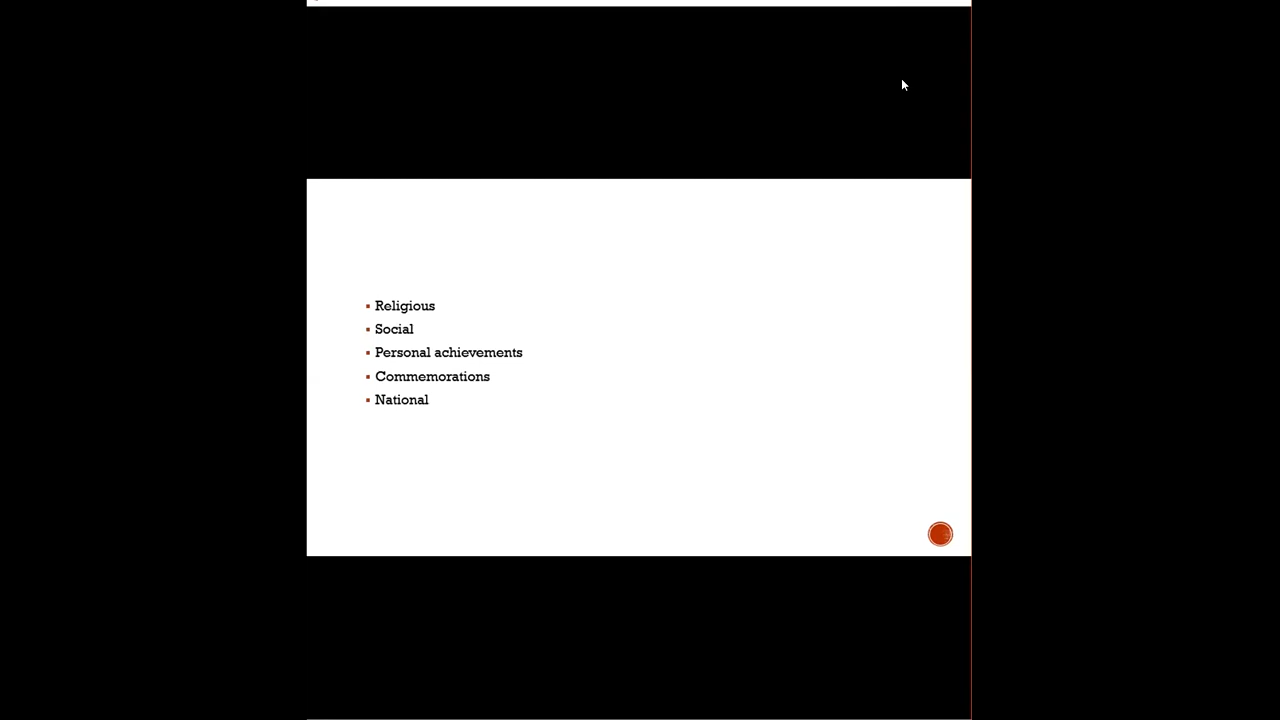 Religious
Social
Personal achievements
Commemorations
National